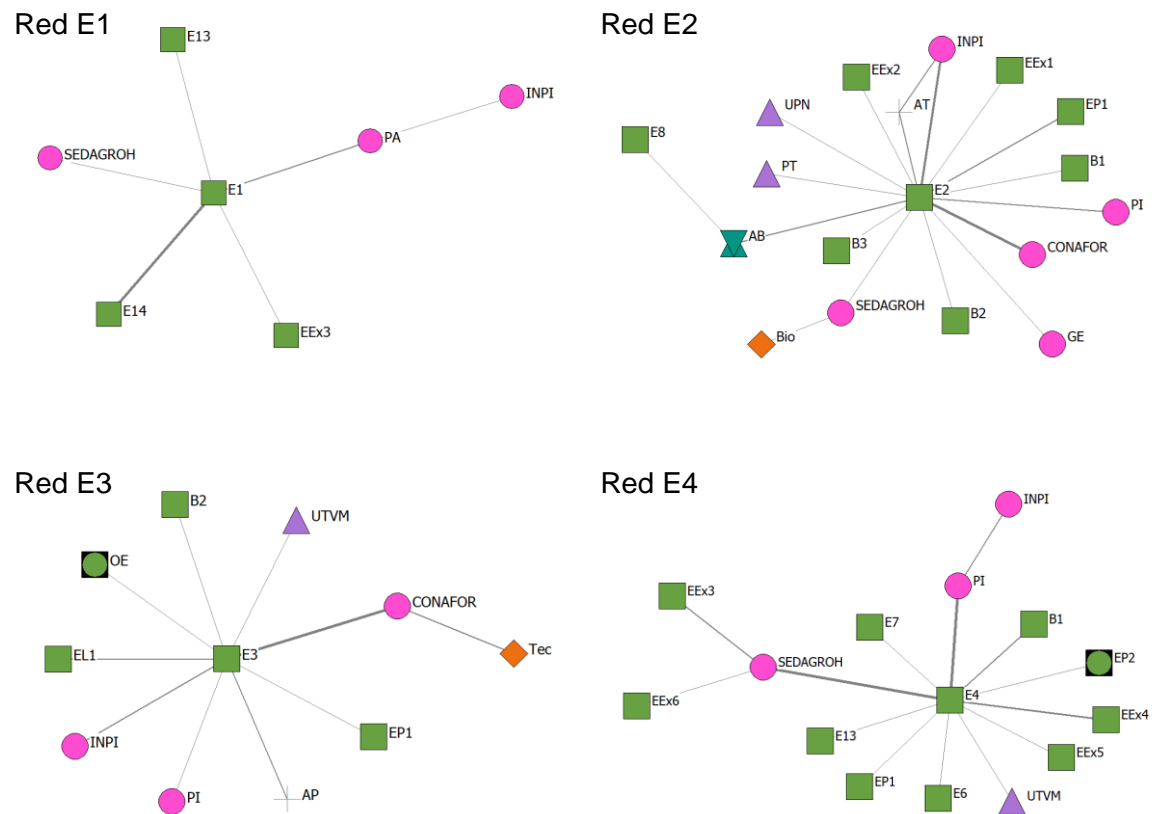 Red E1
E13
INPI
PA
SEDAGROH
E1
E14
EEx3
Red E2
INPI
EEx1
EEx2
AT
UPN
EP1
E8
PT
B1
E2
PI
AB
B3
CONAFOR
SEDAGROH
B2
Bio
GE
Red E3
B2
UTVM
OE
CONAFOR
EL1
E3
Tec
EP1
INPI
PI
AP
Red E4
INPI
PI
EEx3
E7
B1
SEDAGROH
EP2
E4
EEx6
EEx4
E13
EEx5
EP1
E6
UTVM